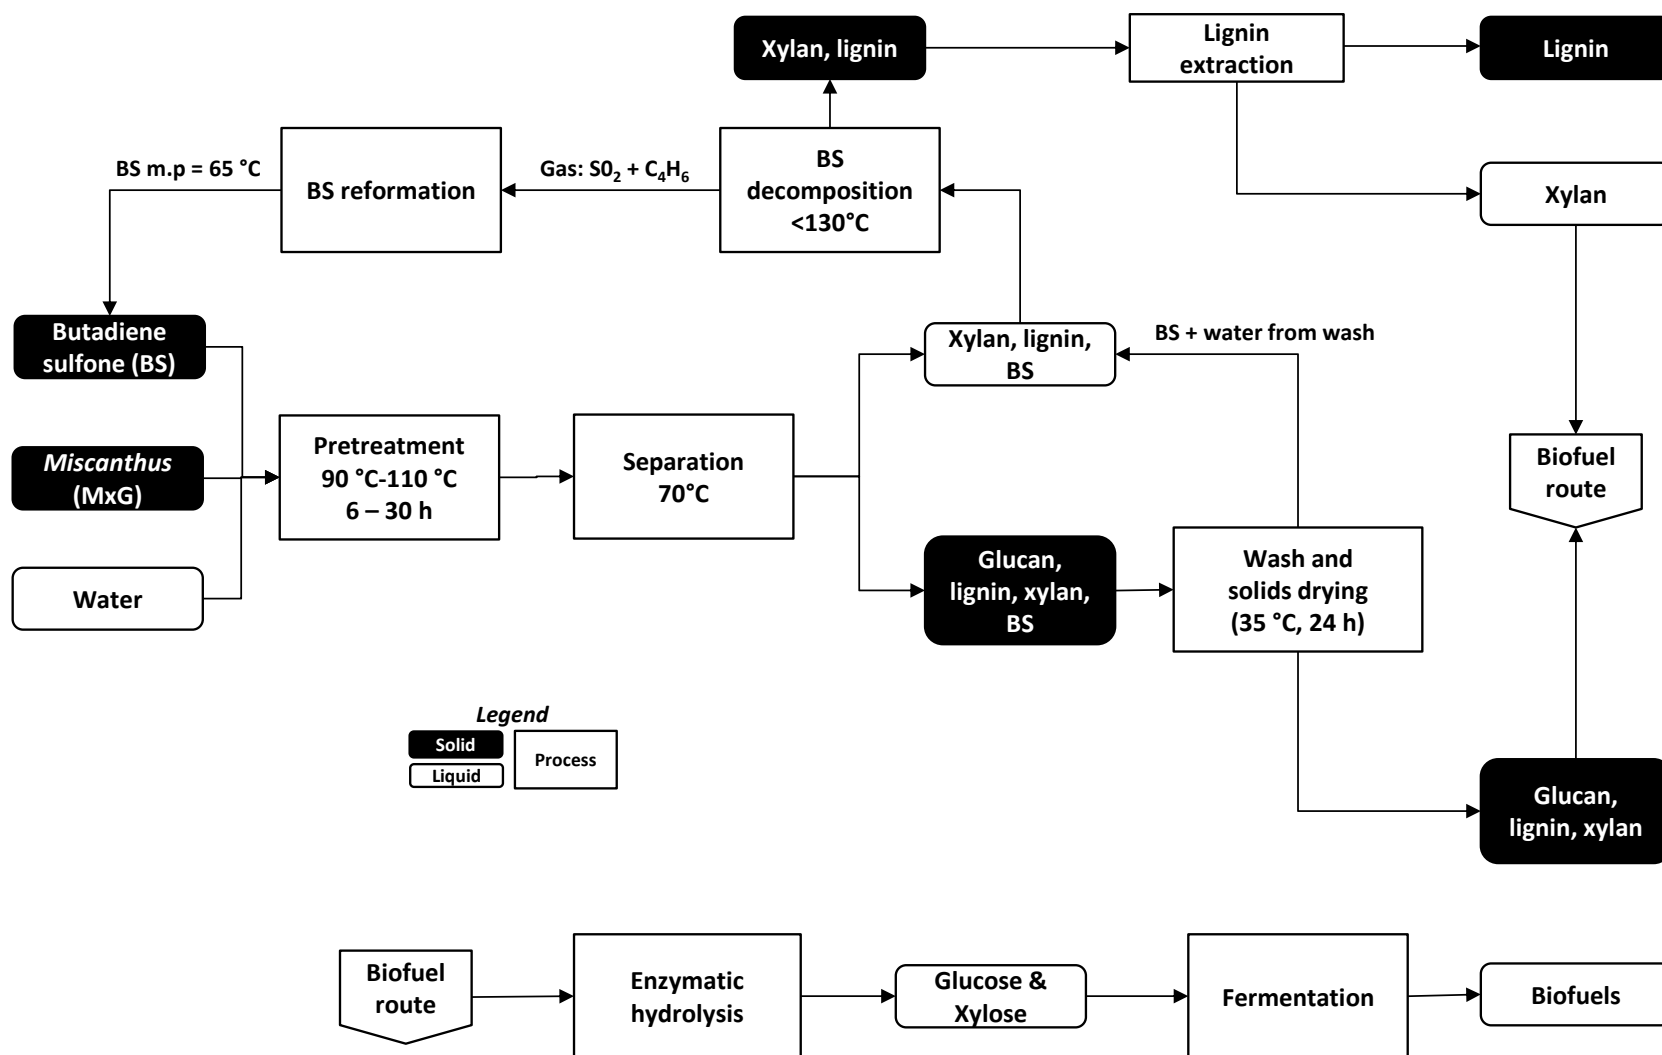 Xylan, lignin
Lignin
extraction
Lignin
BS m.p = 65 °C
BS reformation
Gas: S0₂ + C₄H₆
BS
decomposition
<130°C
Xylan
Butadiene
sulfone (BS)
Xylan, lignin,
BS
BS + water from wash
Miscanthus
(MxG)
Pretreatment
90 °C-110 °C
6 – 30 h
Separation
70°C
Biofuel
route
Water
Glucan,
lignin, xylan,
BS
Wash and
solids drying
(35 °C, 24 h)
Legend
Solid
Liquid
Process
Glucan,
lignin, xylan
Biofuel
route
Enzymatic
hydrolysis
Glucose &
Xylose
Fermentation
Biofuels